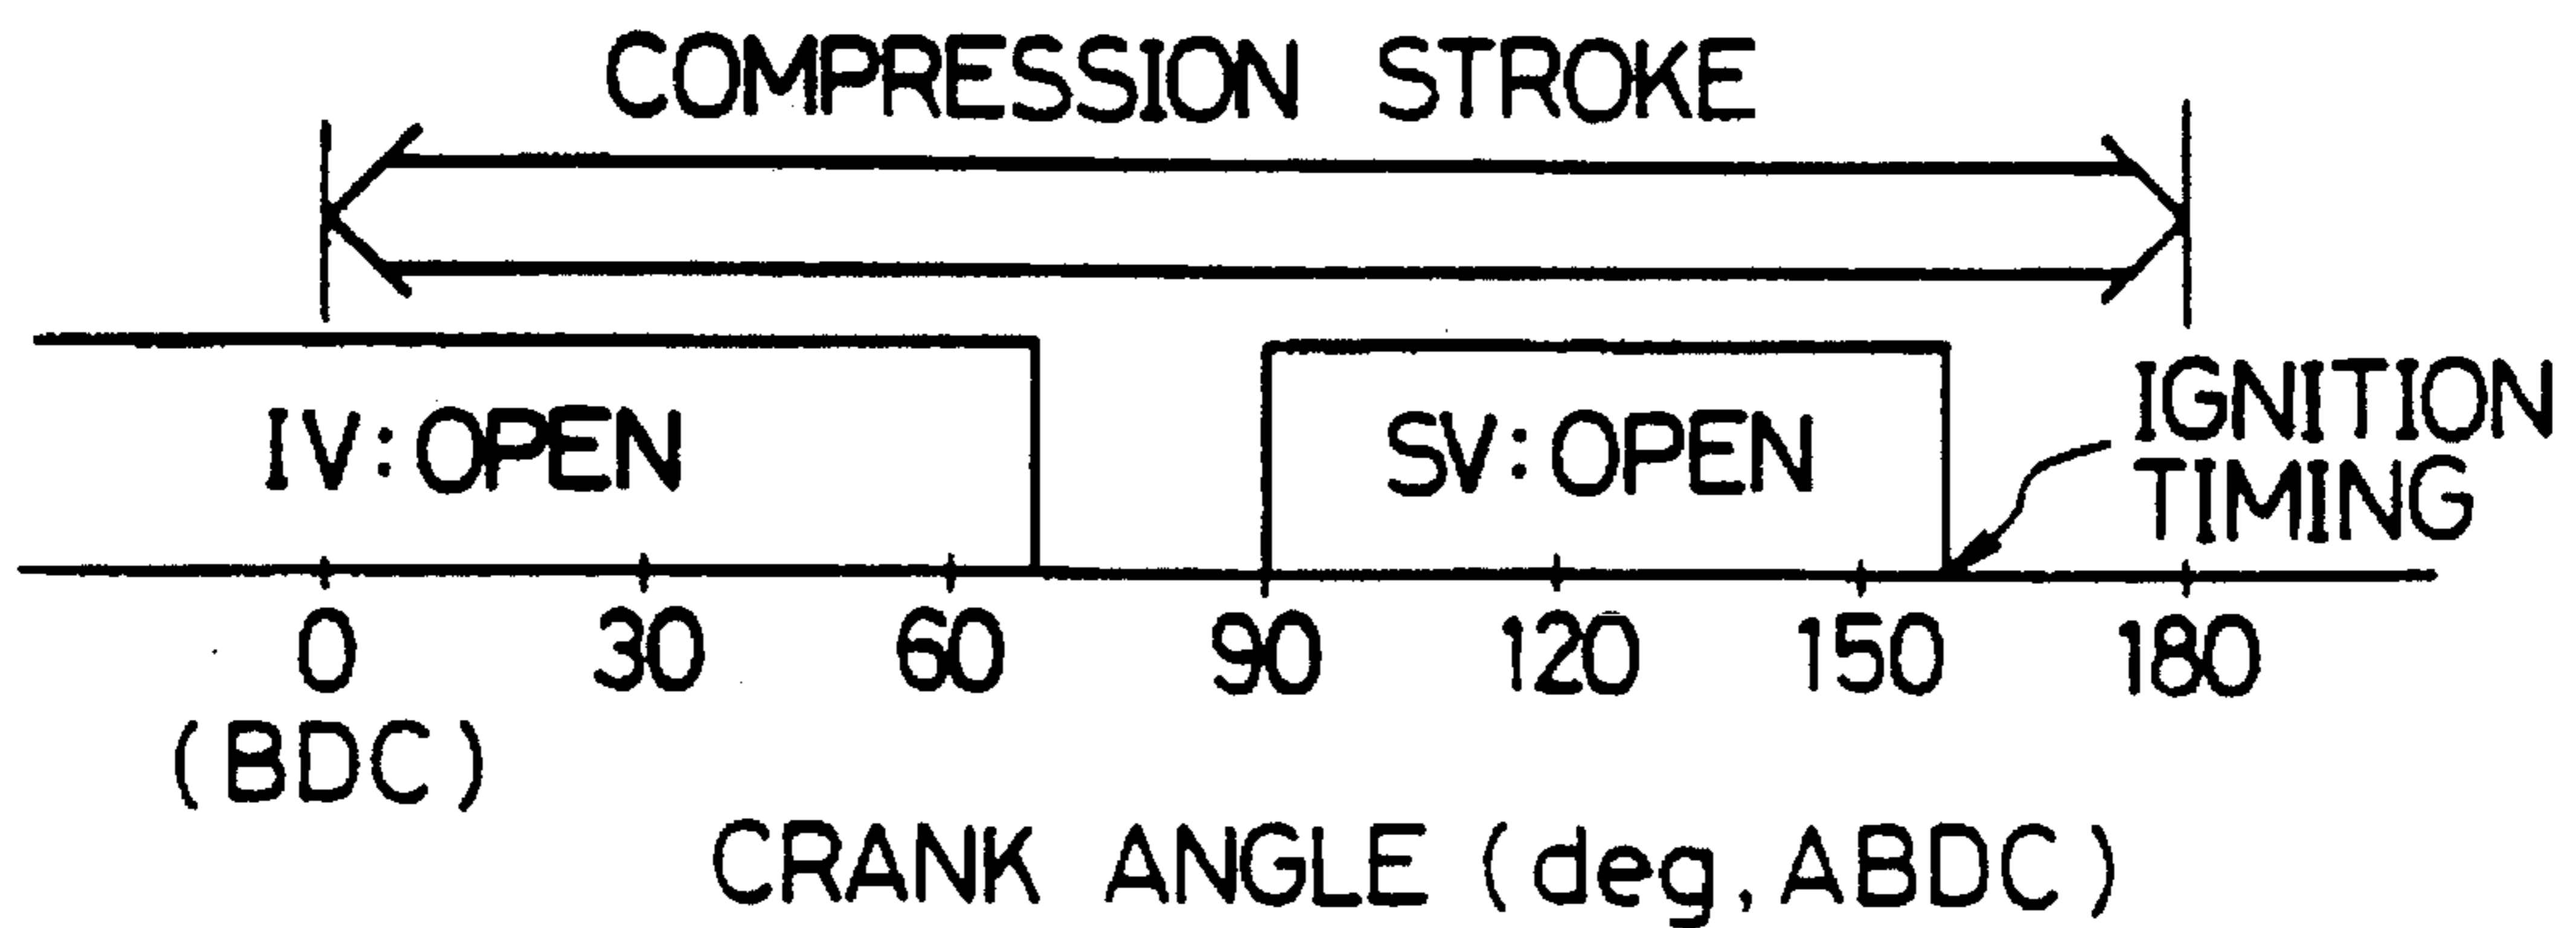 COMPRESSION STROKE
IV:OPEN
SV:OPEN
IGNITION
TIMING
0 30 60 90 120 150 180
(BDC)
CRANK ANGLE (deg, ABDC)